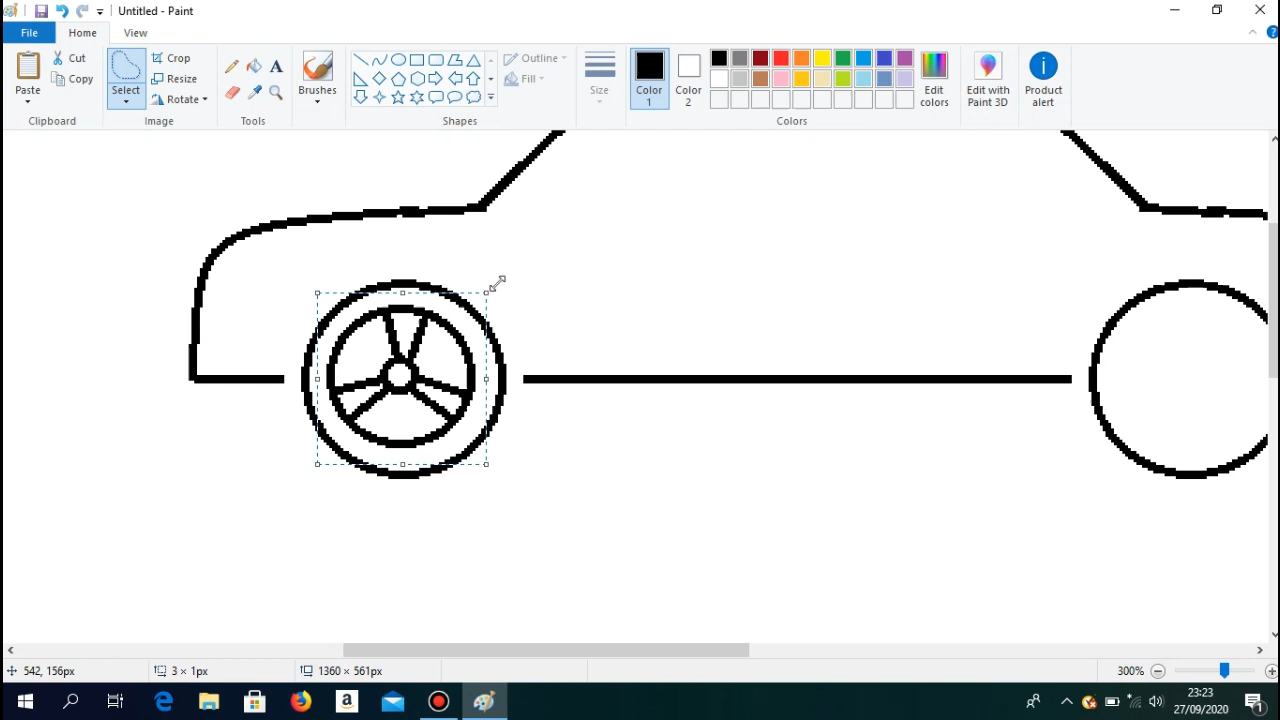 Untitled - Paint
File Home View
Paste
Cut
Copy
Clipboard
Select
Crop
Resize
Rotate
Image
A
Tools
Brushes
Outline
Fill
Shapes
Size
Color 1
Color 2
Edit colors
Colors
Edit with Paint 3D
Product alert
542, 156px
3 × 1px
1360 × 561px
300%
23:23
27/09/2020